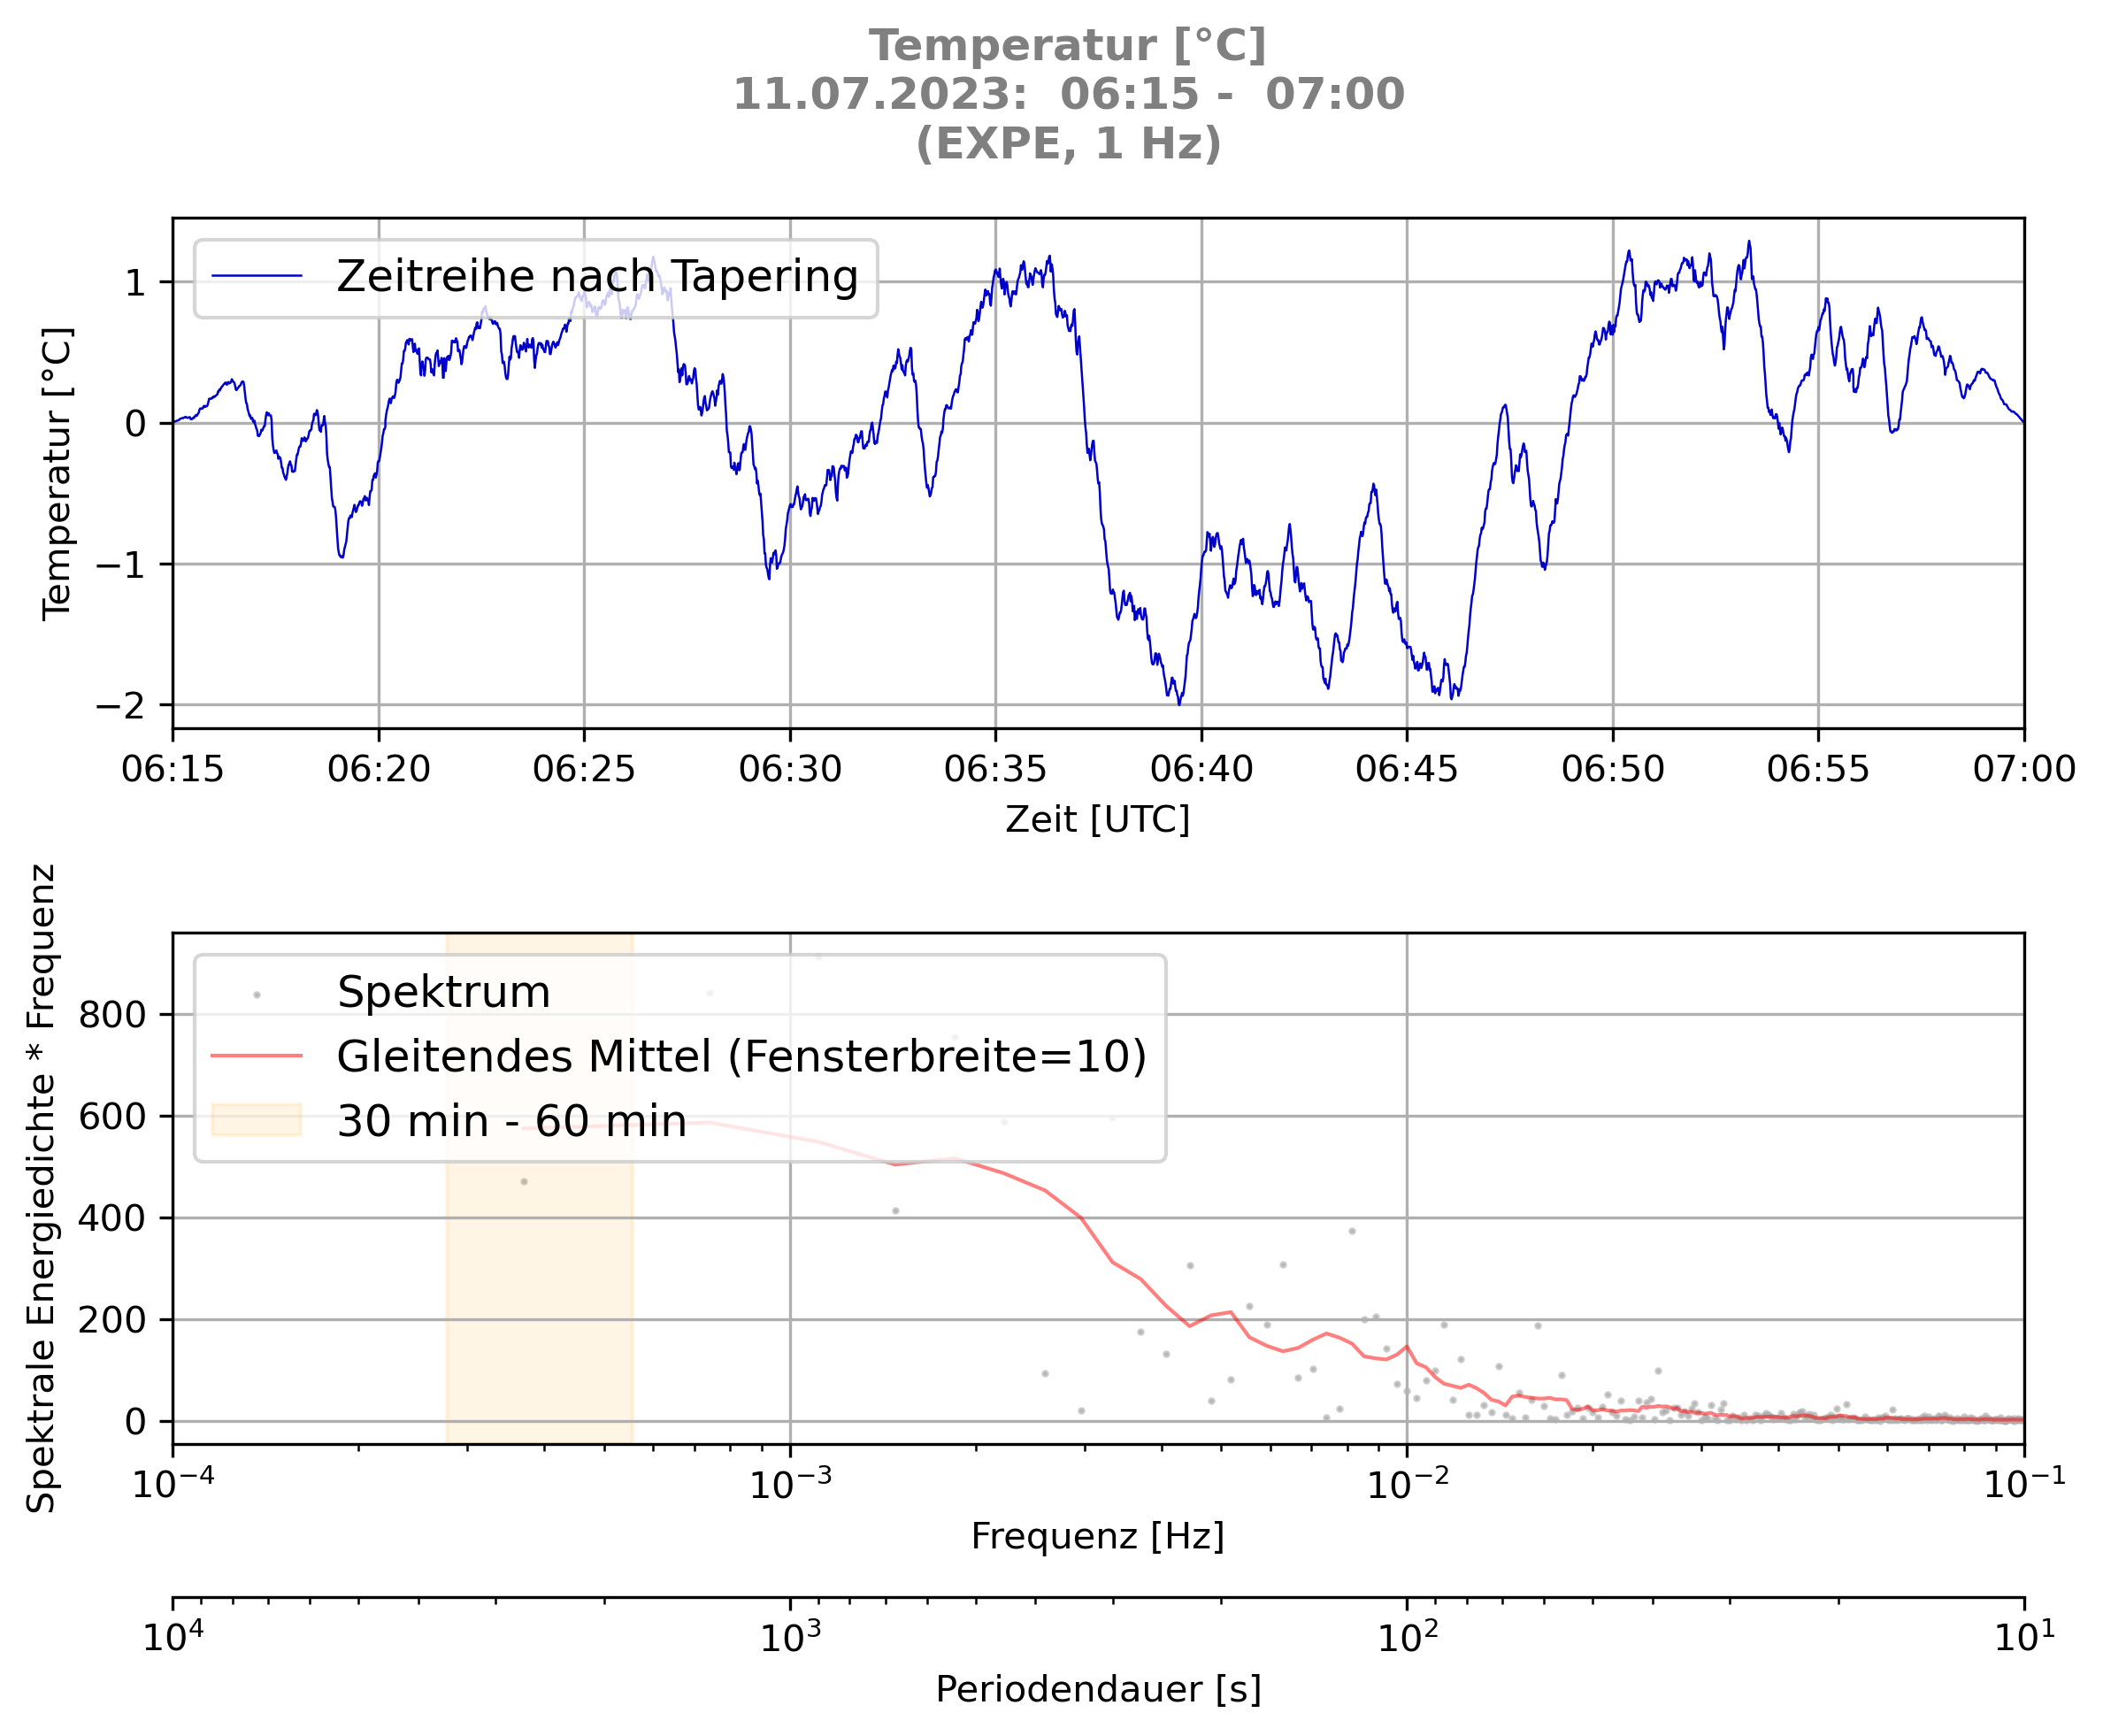 Temperatur [°C]
11.07.2023:  06:15 -  07:00
(EXPE, 1 Hz)
Zeitreihe nach Tapering
Temperatur [°C]
1
0
−1
−2
06:15 06:20 06:25 06:30 06:35 06:40 06:45 06:50 06:55 07:00
Zeit [UTC]
Spektrale Energiedichte * Frequenz
Spektrum
Gleitendes Mittel (Fensterbreite=10)
30 min - 60 min
800
600
400
200
0
10⁻⁴ 10⁻³ 10⁻² 10⁻¹
Frequenz [Hz]
10⁴ 10³ 10² 10¹
Periodendauer [s]